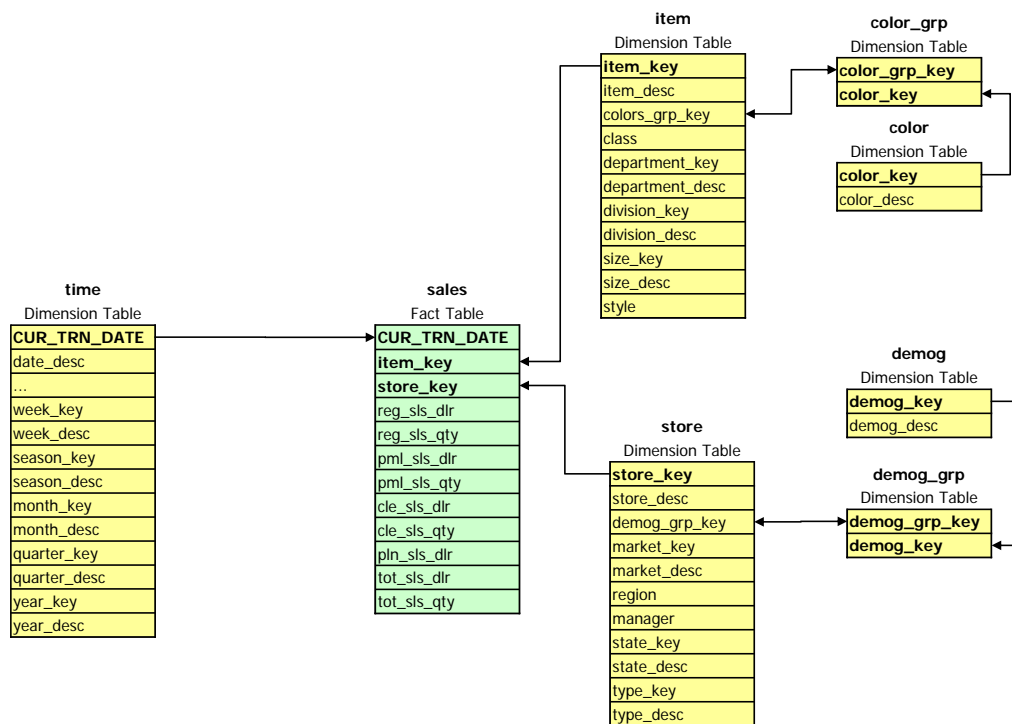 item
Dimension Table
item_key
item_desc
colors_grp_key
class
department_key
department_desc
division_key
division_desc
size_key
size_desc
style
color_grp
Dimension Table
color_grp_key
color_key
color
Dimension Table
color_key
color_desc
time
Dimension Table
CUR_TRN_DATE
date_desc
...
week_key
week_desc
season_key
season_desc
month_key
month_desc
quarter_key
quarter_desc
year_key
year_desc
sales
Fact Table
CUR_TRN_DATE
item_key
store_key
reg_sls_dlr
reg_sls_qty
pml_sls_dlr
pml_sls_qty
cle_sls_dlr
cle_sls_qty
pln_sls_dlr
tot_sls_dlr
tot_sls_qty
store
Dimension Table
store_key
store_desc
demog_grp_key
market_key
market_desc
region
manager
state_key
state_desc
type_key
type_desc
demog
Dimension Table
demog_key
demog_desc
demog_grp
Dimension Table
demog_grp_key
demog_key